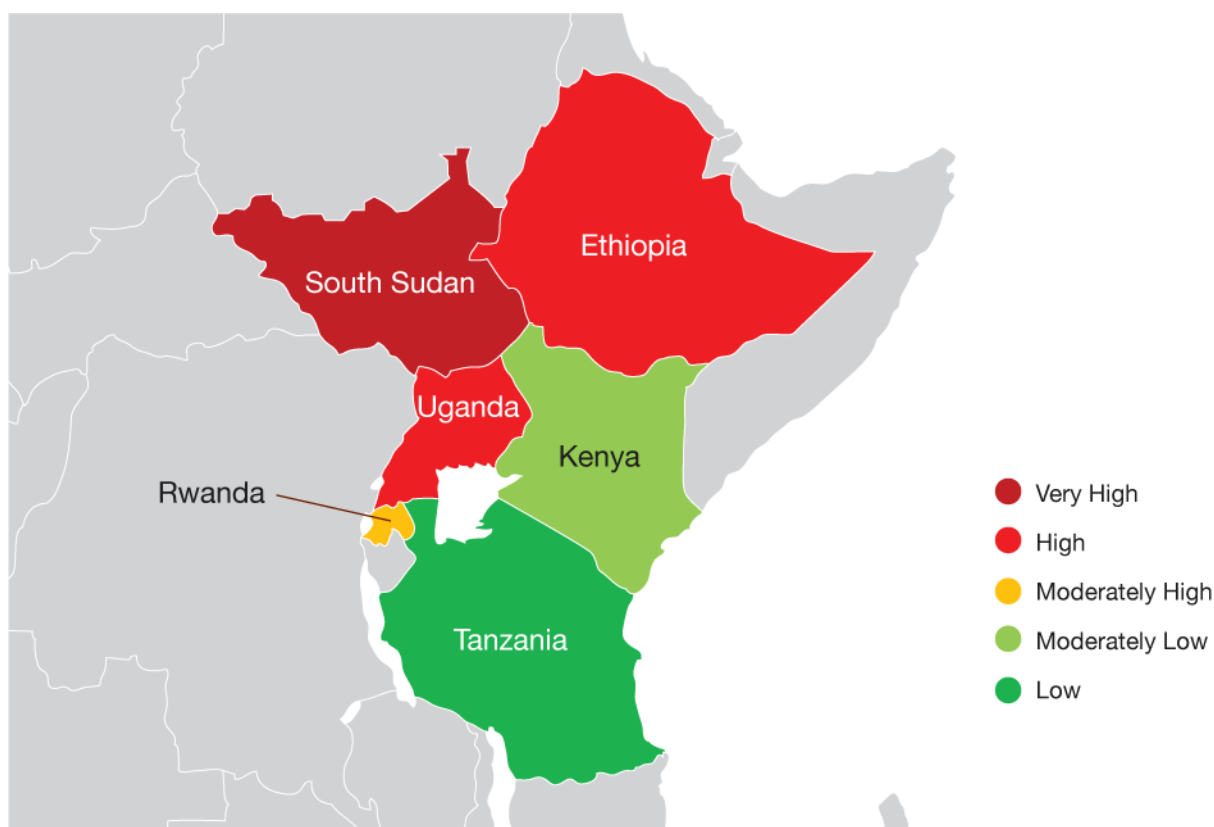 Ethiopia
South Sudan
Uganda
Kenya
Rwanda
Tanzania
Very High
High
Moderately High
Moderately Low
Low